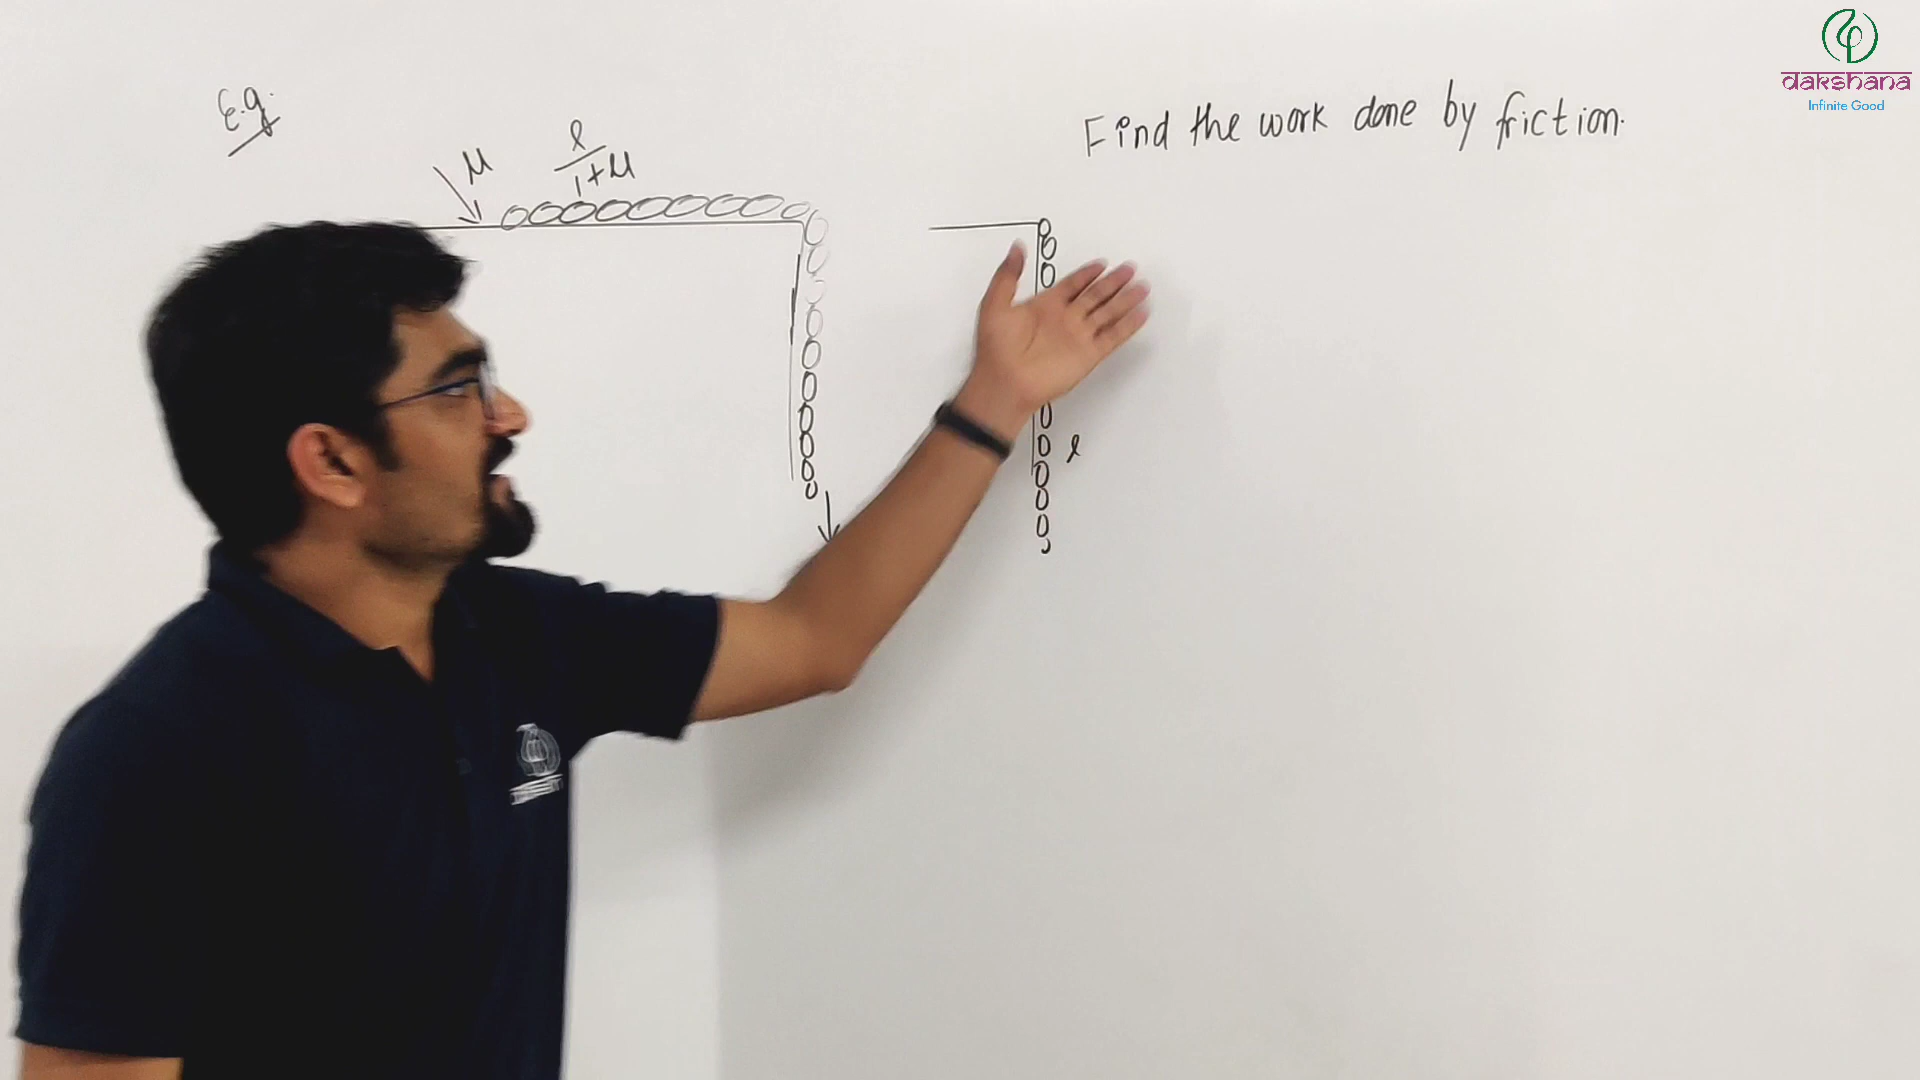 E.g.
Find the work done by friction.
μ
l
1+μ
l
dakshana
Infinite Good